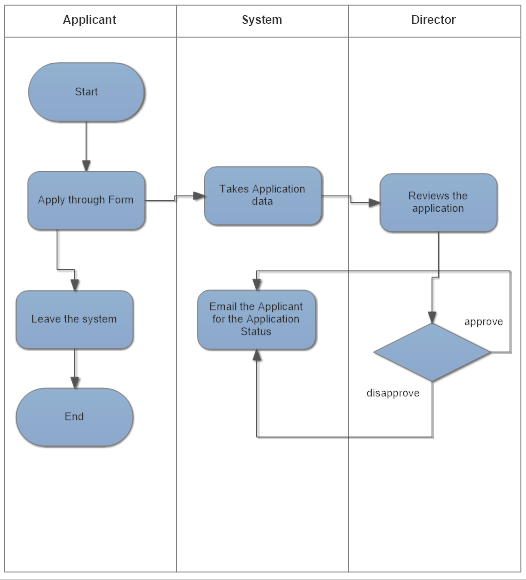 Applicant
System
Director
Start
Apply through Form
Takes Application
data
Reviews the
application
Leave the system
Email the Applicant
for the Application
Status
approve
disapprove
End